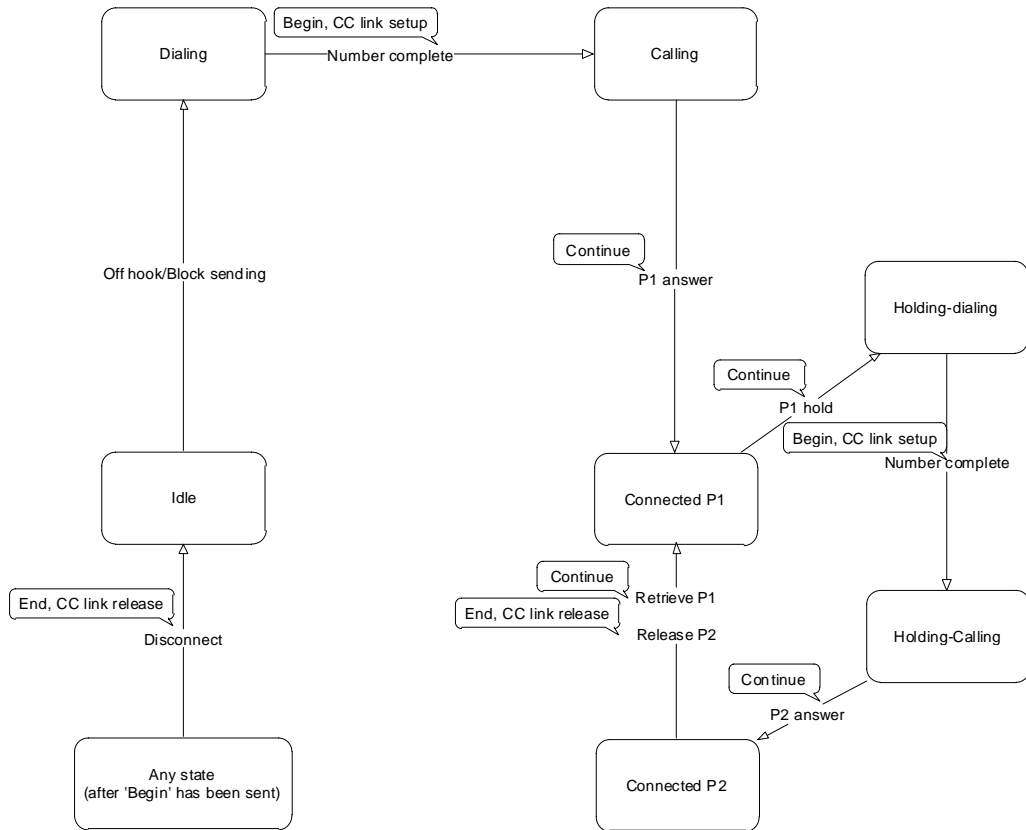 Begin, CC link setup
Dialing
Number complete
Calling
Off hook/Block sending
Continue
P1 answer
Holding-dialing
Continue
P1 hold
Begin, CC link setup
Number complete
Idle
Connected P1
Continue
Retrieve P1
End, CC link release
End, CC link release
Release P2
Disconnect
Holding-Calling
Continue
P2 answer
Any state
(after 'Begin' has been sent)
Connected P2